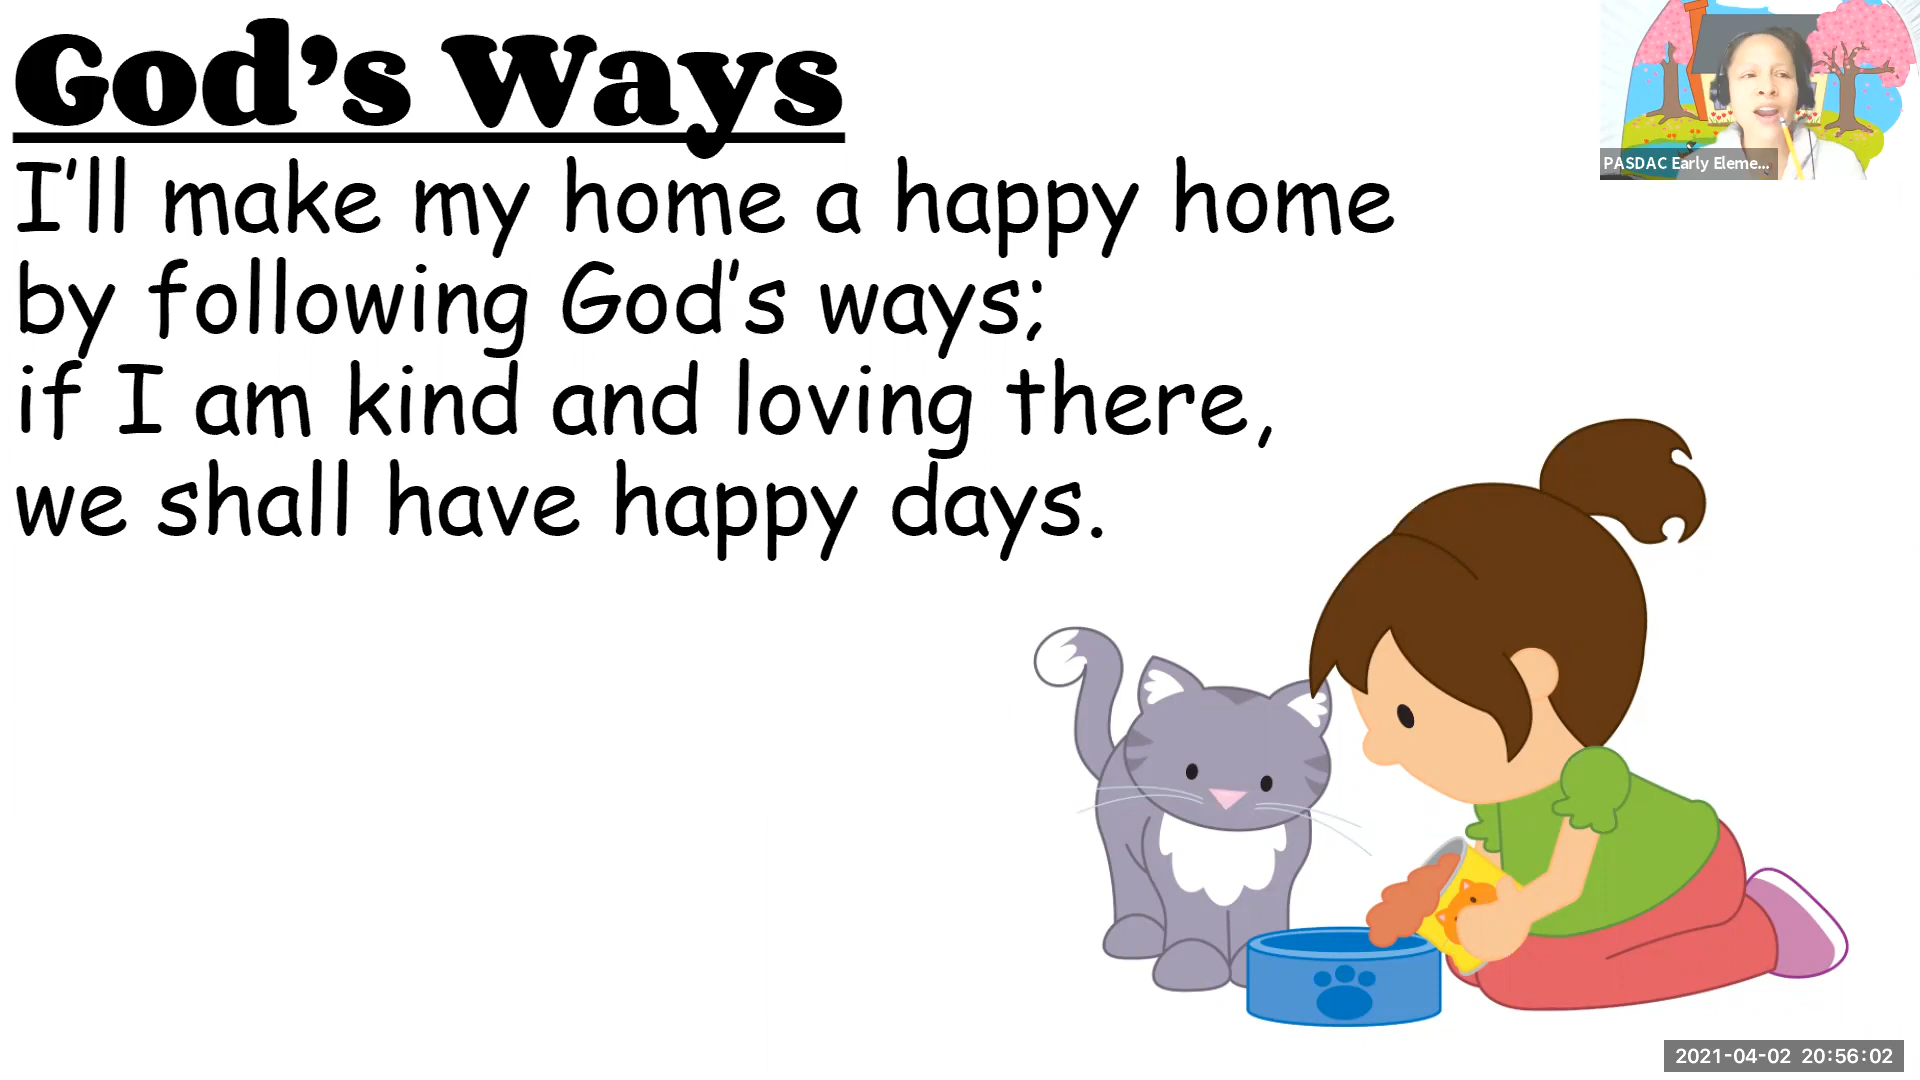 God's Ways
I'll make my home a happy home
by following God's ways;
if I am kind and loving there,
we shall have happy days.
PASDAC Early Eleme...
2021-04-02 20:56:02